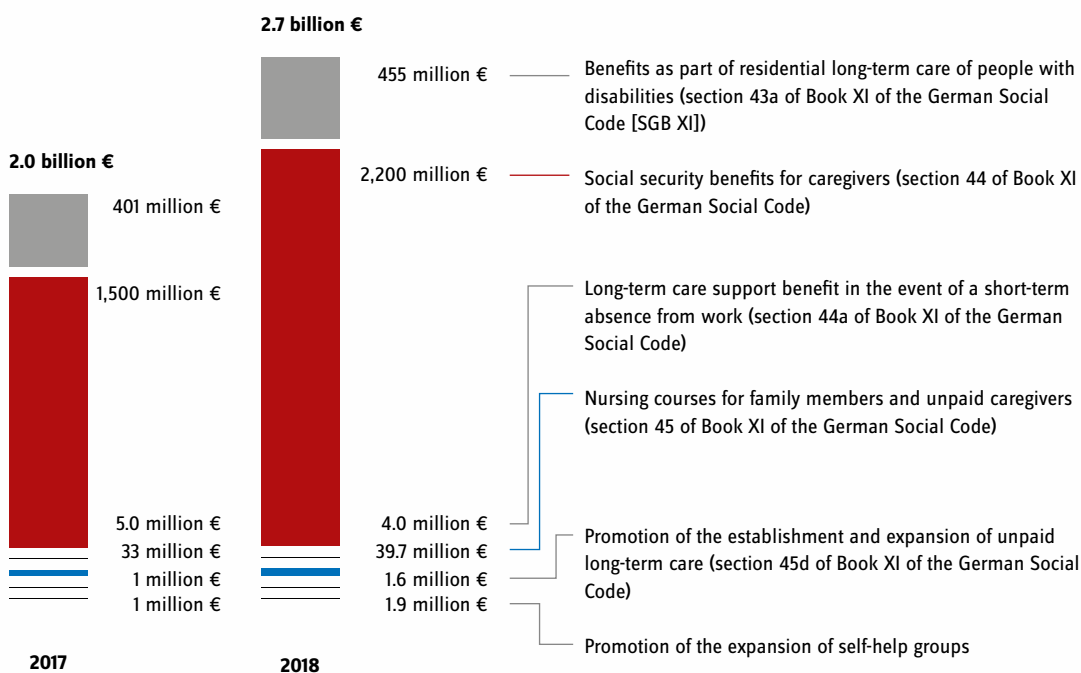 2.7 billion €
455 million €
Benefits as part of residential long-term care of people with
disabilities (section 43a of Book XI of the German Social
Code [SGB XI])
2.0 billion €
2,200 million €
Social security benefits for caregivers (section 44 of Book XI
of the German Social Code)
401 million €
1,500 million €
Long-term care support benefit in the event of a short-term
absence from work (section 44a of Book XI of the German
Social Code)
Nursing courses for family members and unpaid caregivers
(section 45 of Book XI of the German Social Code)
5.0 million €
4.0 million €
33 million €
39.7 million €
Promotion of the establishment and expansion of unpaid
long-term care (section 45d of Book XI of the German Social
Code)
1 million €
1.6 million €
1 million €
1.9 million €
Promotion of the expansion of self-help groups
2017
2018